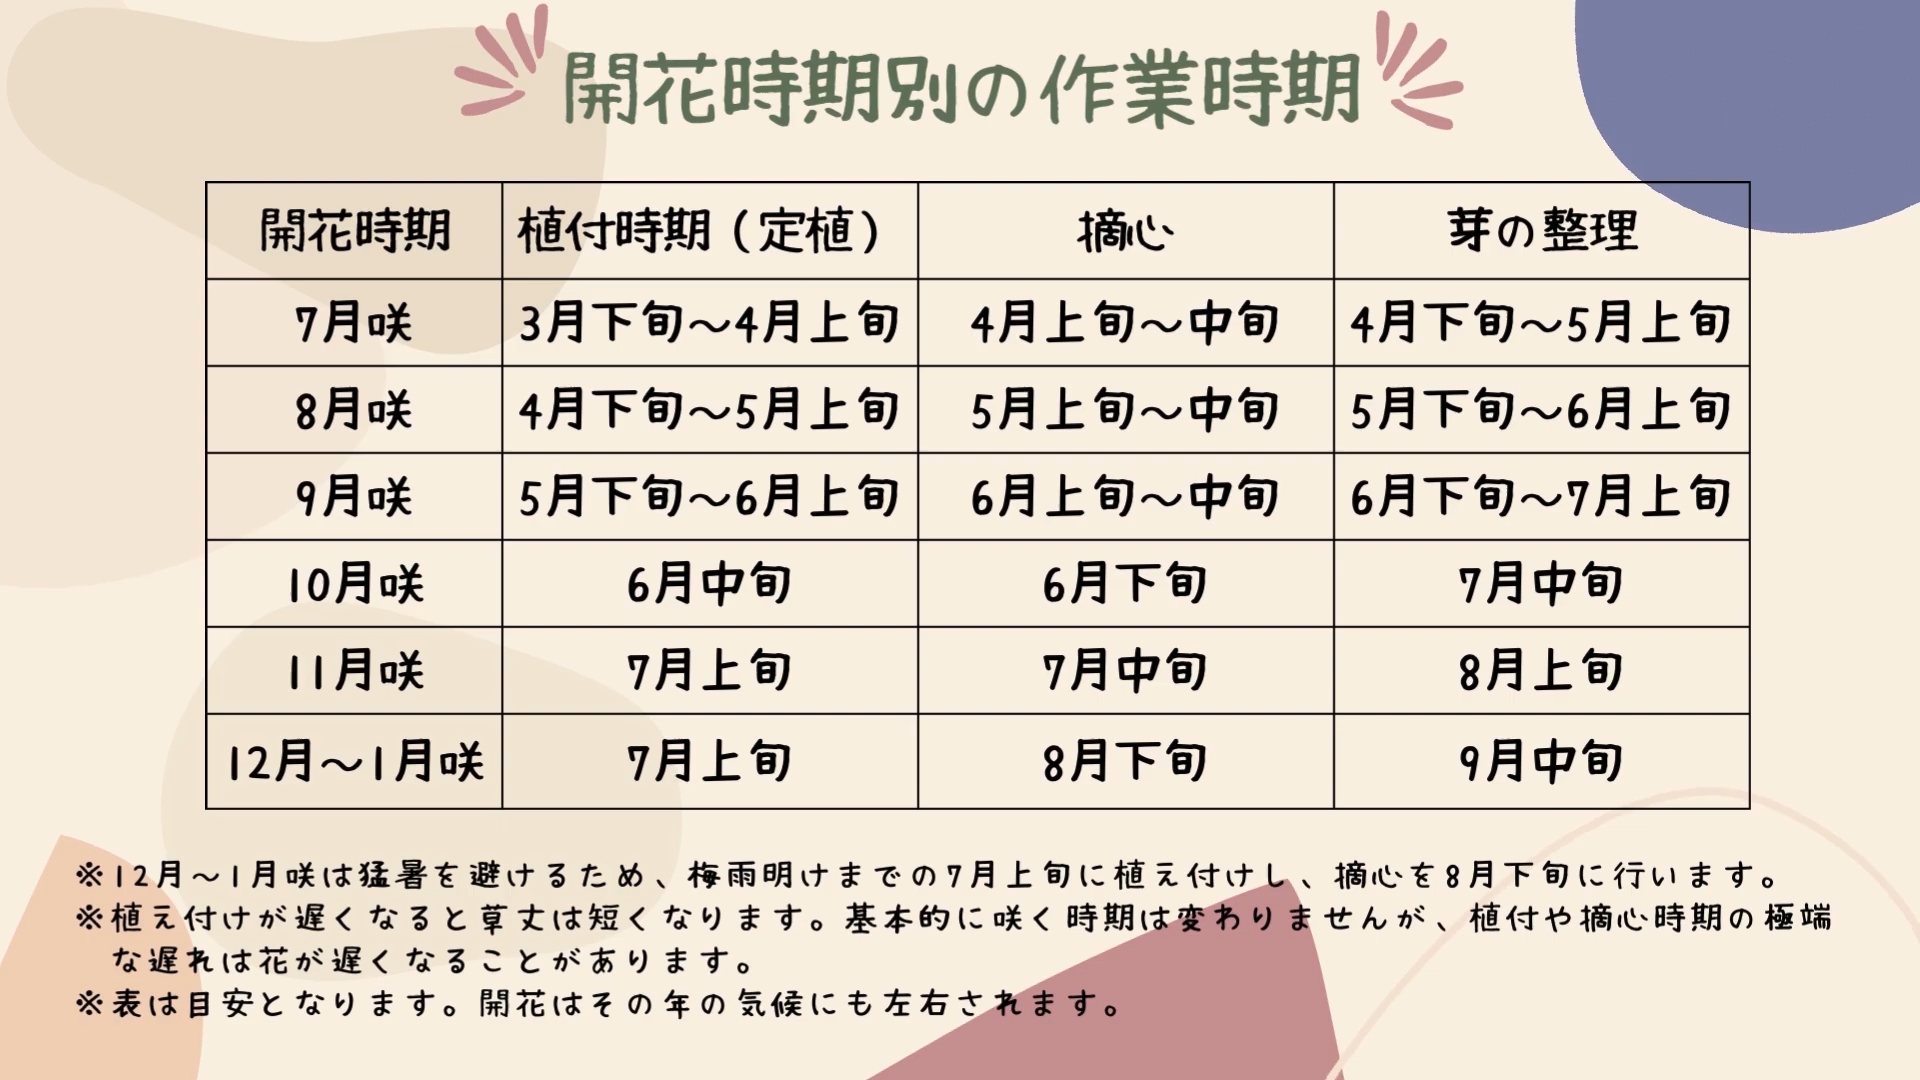 開花時期別の作業時期
開花時期 植付時期（定植） 摘心 芽の整理
7月咲 3月下旬～4月上旬 4月上旬～中旬 4月下旬～5月上旬
8月咲 4月下旬～5月上旬 5月上旬～中旬 5月下旬～6月上旬
9月咲 5月下旬～6月上旬 6月上旬～中旬 6月下旬～7月上旬
10月咲 6月中旬 6月下旬 7月中旬
11月咲 7月上旬 7月中旬 8月上旬
12月～1月咲 7月上旬 8月下旬 9月中旬
※12月～1月咲は猛暑を避けるため、梅雨明けまでの7月上旬に植え付けし、摘心を8月下旬に行います。
※植え付けが遅くなると草丈は短くなります。基本的に咲く時期は変わりませんが、植付や摘心時期の極端
な遅れは花が遅くなることがあります。
※表は目安となります。開花はその年の気候にも左右されます。